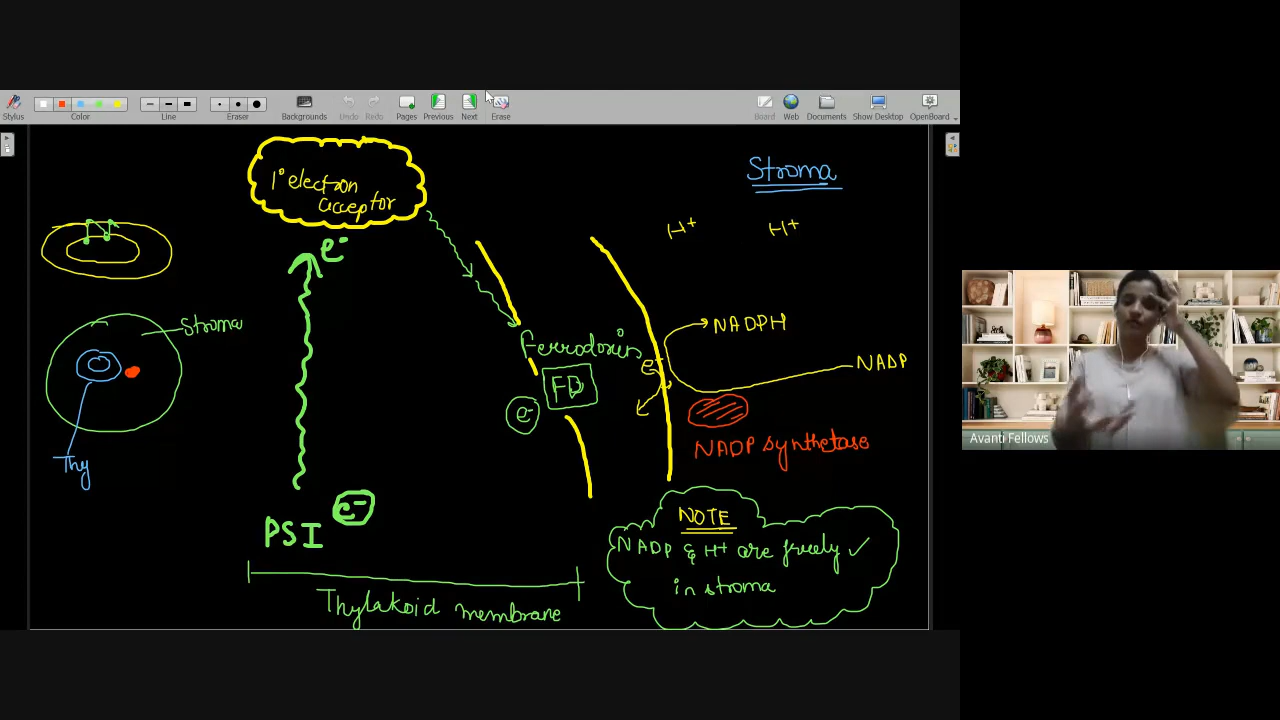 Stylus
Color
Line
Eraser
Backgrounds
Undo
Redo
Pages
Previous
Next
Erase
Board
Web
Documents
Show Desktop
OpenBoard
1° electron
acceptor
Stroma
H+ H+
e-
Stroma
Ferrodoxin
FD
e-
e-
NADPH
NADP
NADP synthetase
Thy
PSI e-
NOTE
NADP & H+ are freely ✓
in stroma
Thylakoid membrane
Avanti Fellows